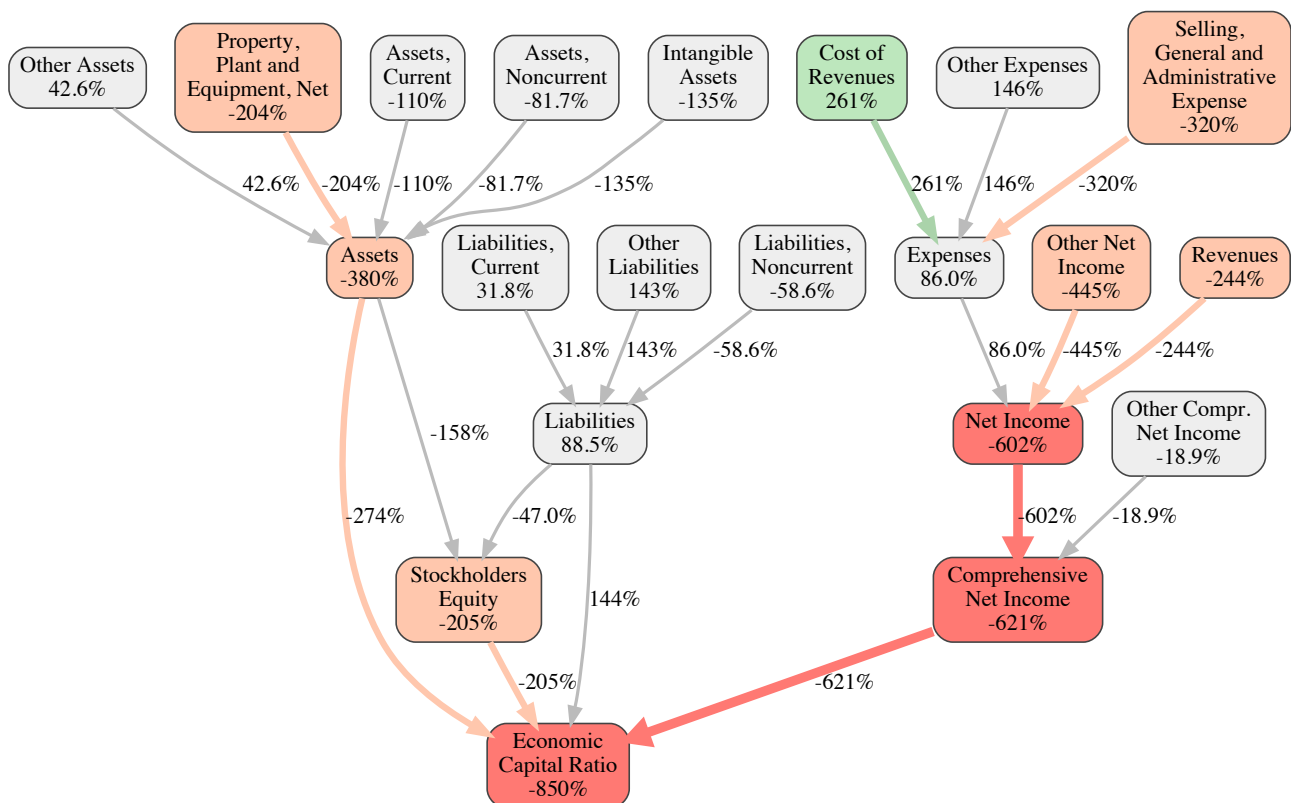 Other Assets
42.6%
Property,
Plant and
Equipment, Net
-204%
Assets,
Current
-110%
Assets,
Noncurrent
-81.7%
Intangible
Assets
-135%
Cost of
Revenues
261%
Other Expenses
146%
Selling,
General and
Administrative
Expense
-320%
42.6%
-204%
-110%
-81.7%
-135%
261%
146%
-320%
Assets
-380%
Liabilities,
Current
31.8%
Other
Liabilities
143%
Liabilities,
Noncurrent
-58.6%
Expenses
86.0%
Other Net
Income
-445%
Revenues
-244%
31.8%
143%
-58.6%
86.0%
-445%
-244%
-158%
Liabilities
88.5%
Net Income
-602%
Other Compr.
Net Income
-18.9%
-274%
-47.0%
-602%
-18.9%
Stockholders
Equity
-205%
144%
Comprehensive
Net Income
-621%
-205%
-621%
Economic
Capital Ratio
-850%